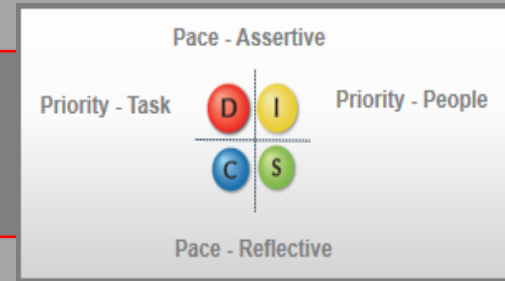 Pace - Assertive
Priority - Task
D I
Priority - People
C S
Pace - Reflective